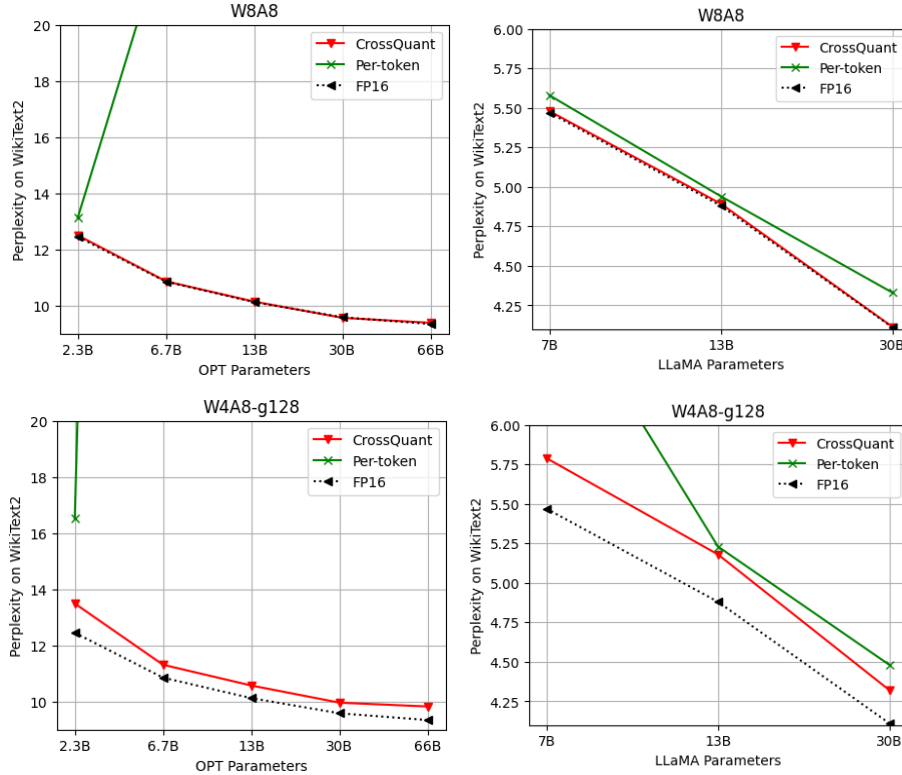 W8A8
20
18
16
14
12
10
Perplexity on WikiText2
CrossQuant
Per-token
FP16
2.3B 6.7B 13B 30B 66B
OPT Parameters
W8A8
6.00
5.75
5.50
5.25
5.00
4.75
4.50
4.25
Perplexity on WikiText2
CrossQuant
Per-token
FP16
7B 13B 30B
LLaMA Parameters
W4A8-g128
20
18
16
14
12
10
Perplexity on WikiText2
CrossQuant
Per-token
FP16
2.3B 6.7B 13B 30B 66B
OPT Parameters
W4A8-g128
6.00
5.75
5.50
5.25
5.00
4.75
4.50
4.25
Perplexity on WikiText2
CrossQuant
Per-token
FP16
7B 13B 30B
LLaMA Parameters